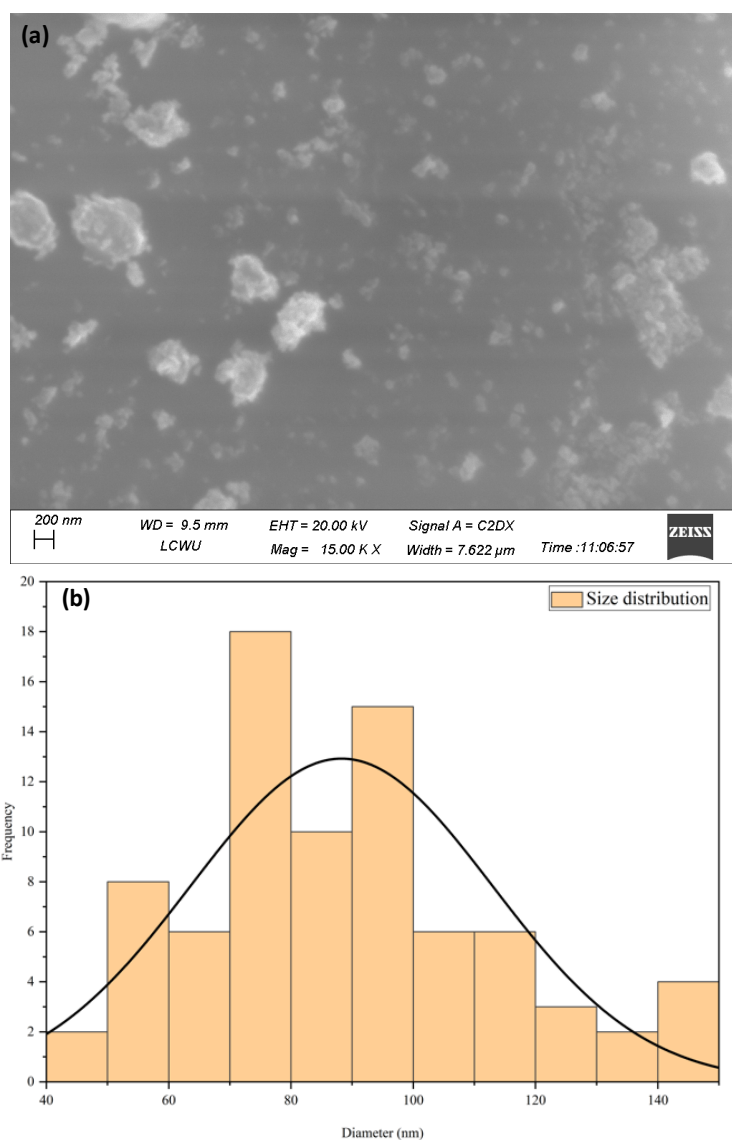 (a)
200 nm
WD = 9.5 mm
EHT = 20.00 kV
Signal A = C2DX
ZEISS
LCWU
Mag = 15.00 K X
Width = 7.622 µm
Time :11:06:57
(b)
Size distribution
20
18
16
14
12
10
8
6
4
2
0
Frequency
40
60
80
100
120
140
Diameter (nm)